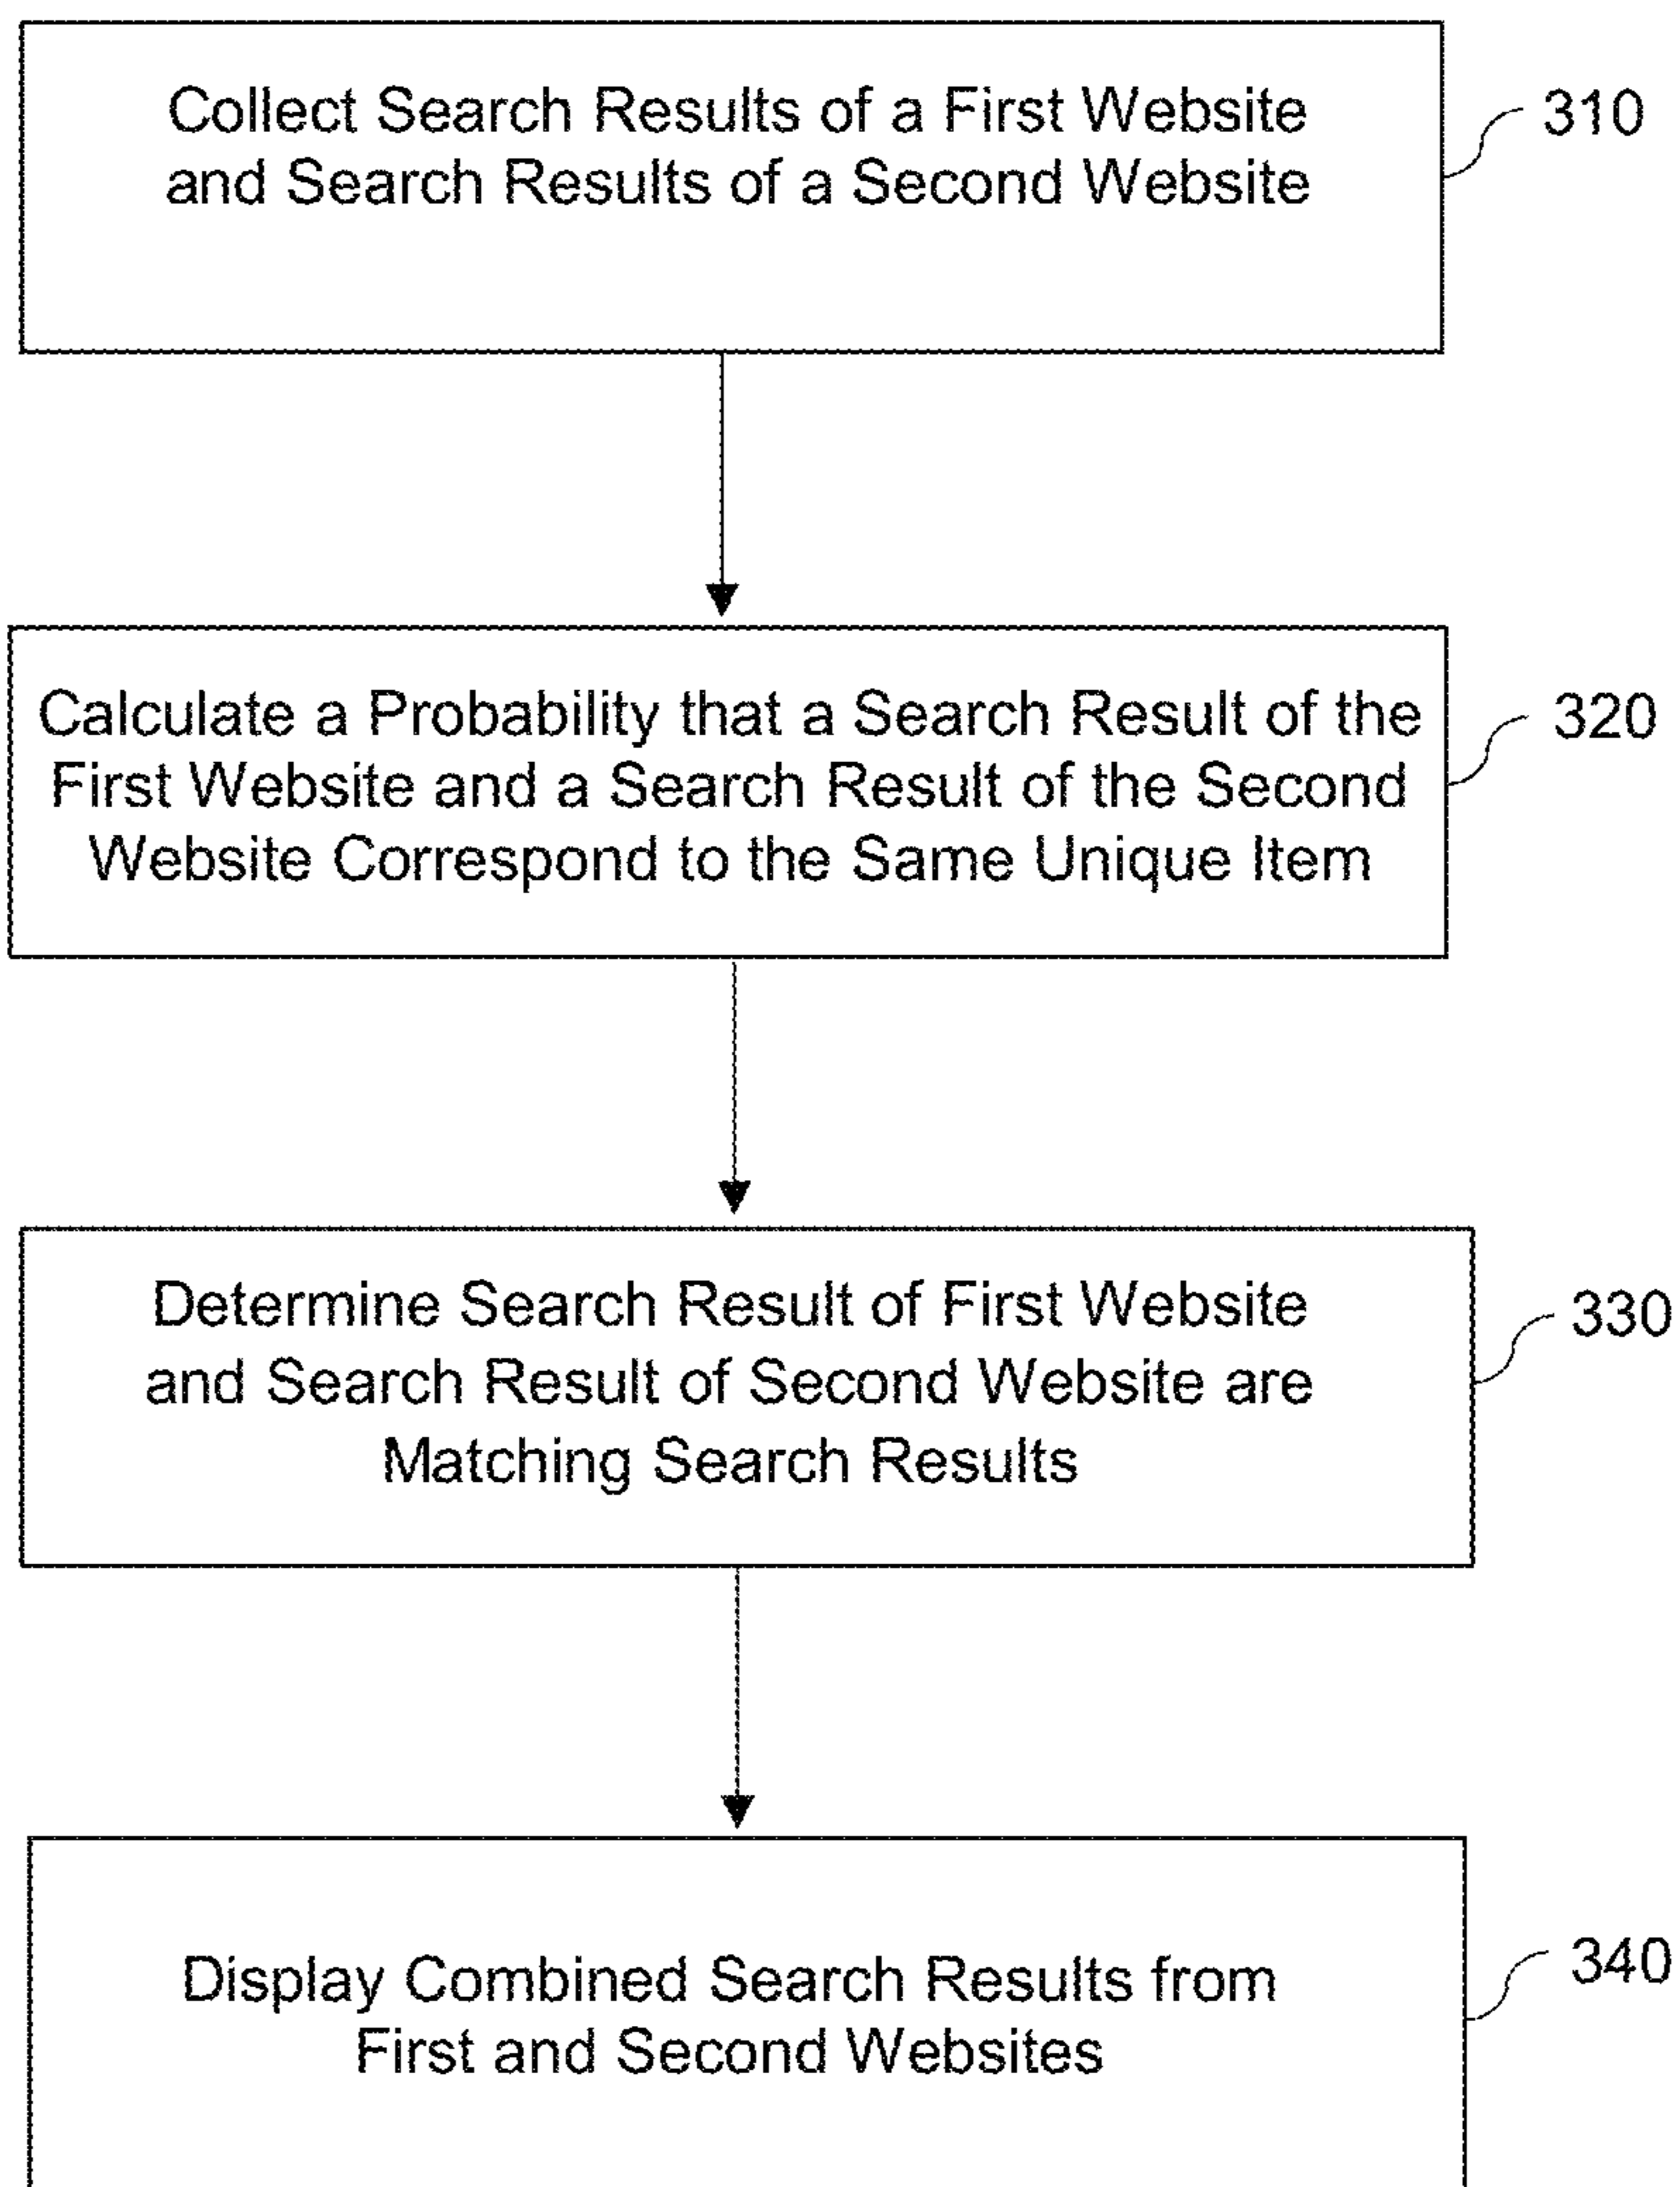 Collect Search Results of a First Website
and Search Results of a Second Website
310
Calculate a Probability that a Search Result of the
First Website and a Search Result of the Second
Website Correspond to the Same Unique Item
320
Determine Search Result of First Website
and Search Result of Second Website are
Matching Search Results
330
Display Combined Search Results from
First and Second Websites
340